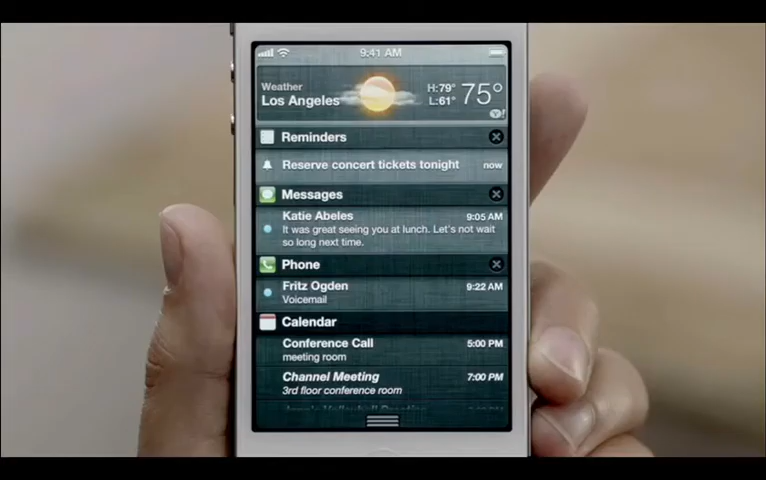 9:41 AM
Weather
Los Angeles
H:79°
L:61°
75°
Y!
Reminders
Reserve concert tickets tonight now
Messages
Katie Abeles 9:05 AM
It was great seeing you at lunch. Let's not wait
so long next time.
Phone
Fritz Ogden 9:22 AM
Voicemail
Calendar
Conference Call 5:00 PM
meeting room
Channel Meeting 7:00 PM
3rd floor conference room